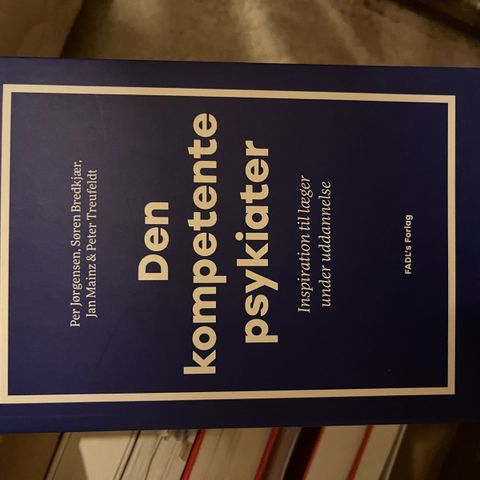 Per Jørgensen, Søren Bredkjær,
Jan Mainz & Peter Treufeldt
Den
kompetente
psykiater
Inspiration til læger
under uddannelse
FADL's Forlag